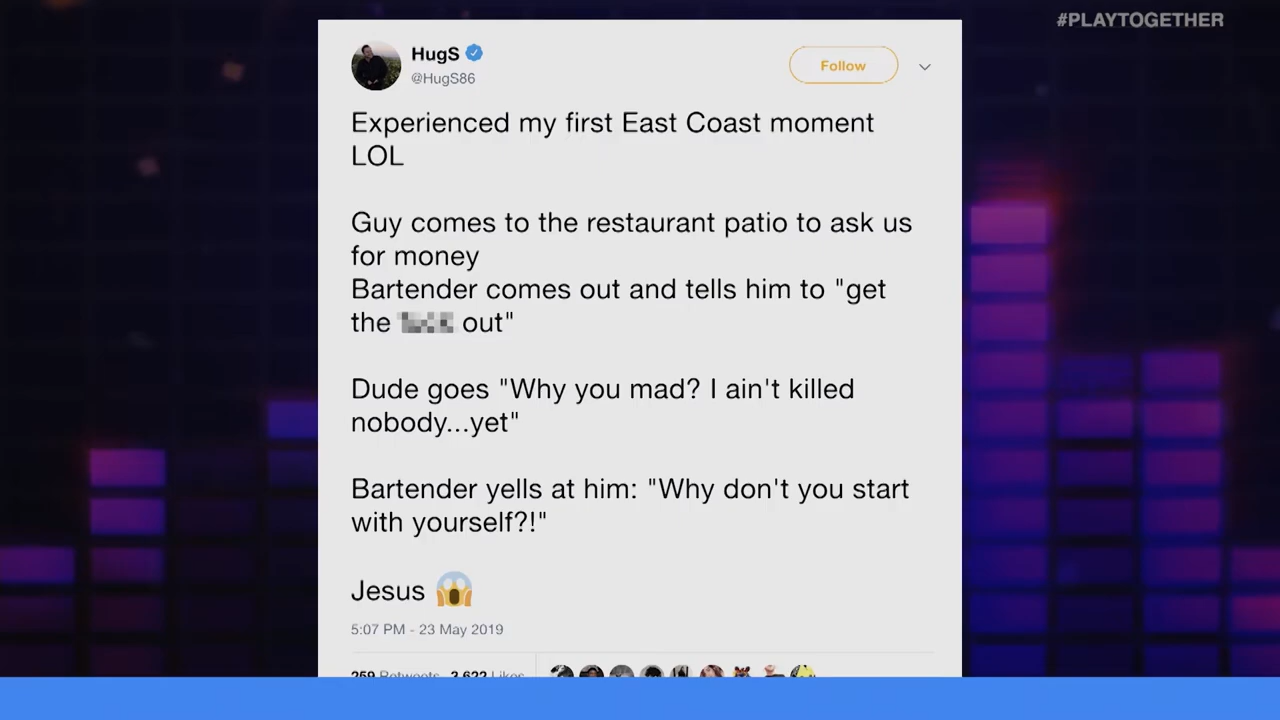 #PLAYTOGETHER
HugS
@HugS86
Follow
Experienced my first East Coast moment
LOL
Guy comes to the restaurant patio to ask us
for money
Bartender comes out and tells him to "get
the out"
Dude goes "Why you mad? I ain't killed
nobody...yet"
Bartender yells at him: "Why don't you start
with yourself?!"
Jesus 😱
5:07 PM - 23 May 2019
259 Retweets 3,622 Likes